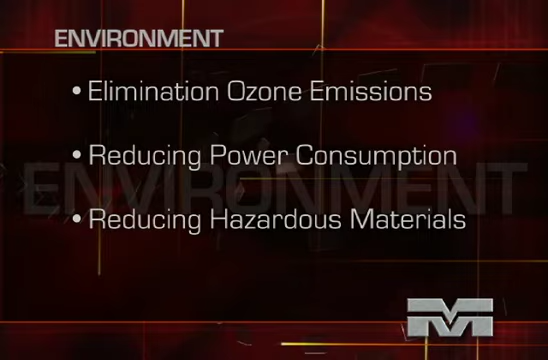 ENVIRONMENT
• Elimination Ozone Emissions
• Reducing Power Consumption
ENVIRONMENT
• Reducing Hazardous Materials
M